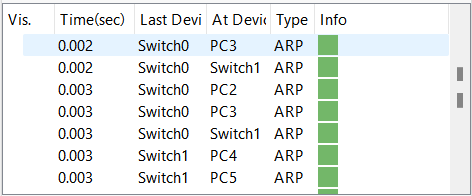 Vis. Time(sec) Last Devi At Devic Type Info
0.002 Switch0 PC3 ARP
0.002 Switch0 Switch1 ARP
0.003 Switch0 PC2 ARP
0.003 Switch0 PC3 ARP
0.003 Switch0 Switch1 ARP
0.003 Switch1 PC4 ARP
0.003 Switch1 PC5 ARP